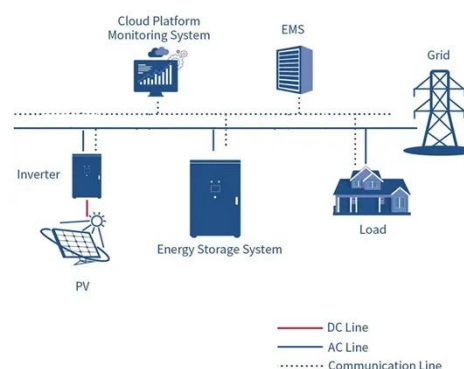 Cloud Platform
Monitoring System
EMS
Grid
Inverter
Energy Storage System
Load
PV
DC Line
AC Line
Communication Line